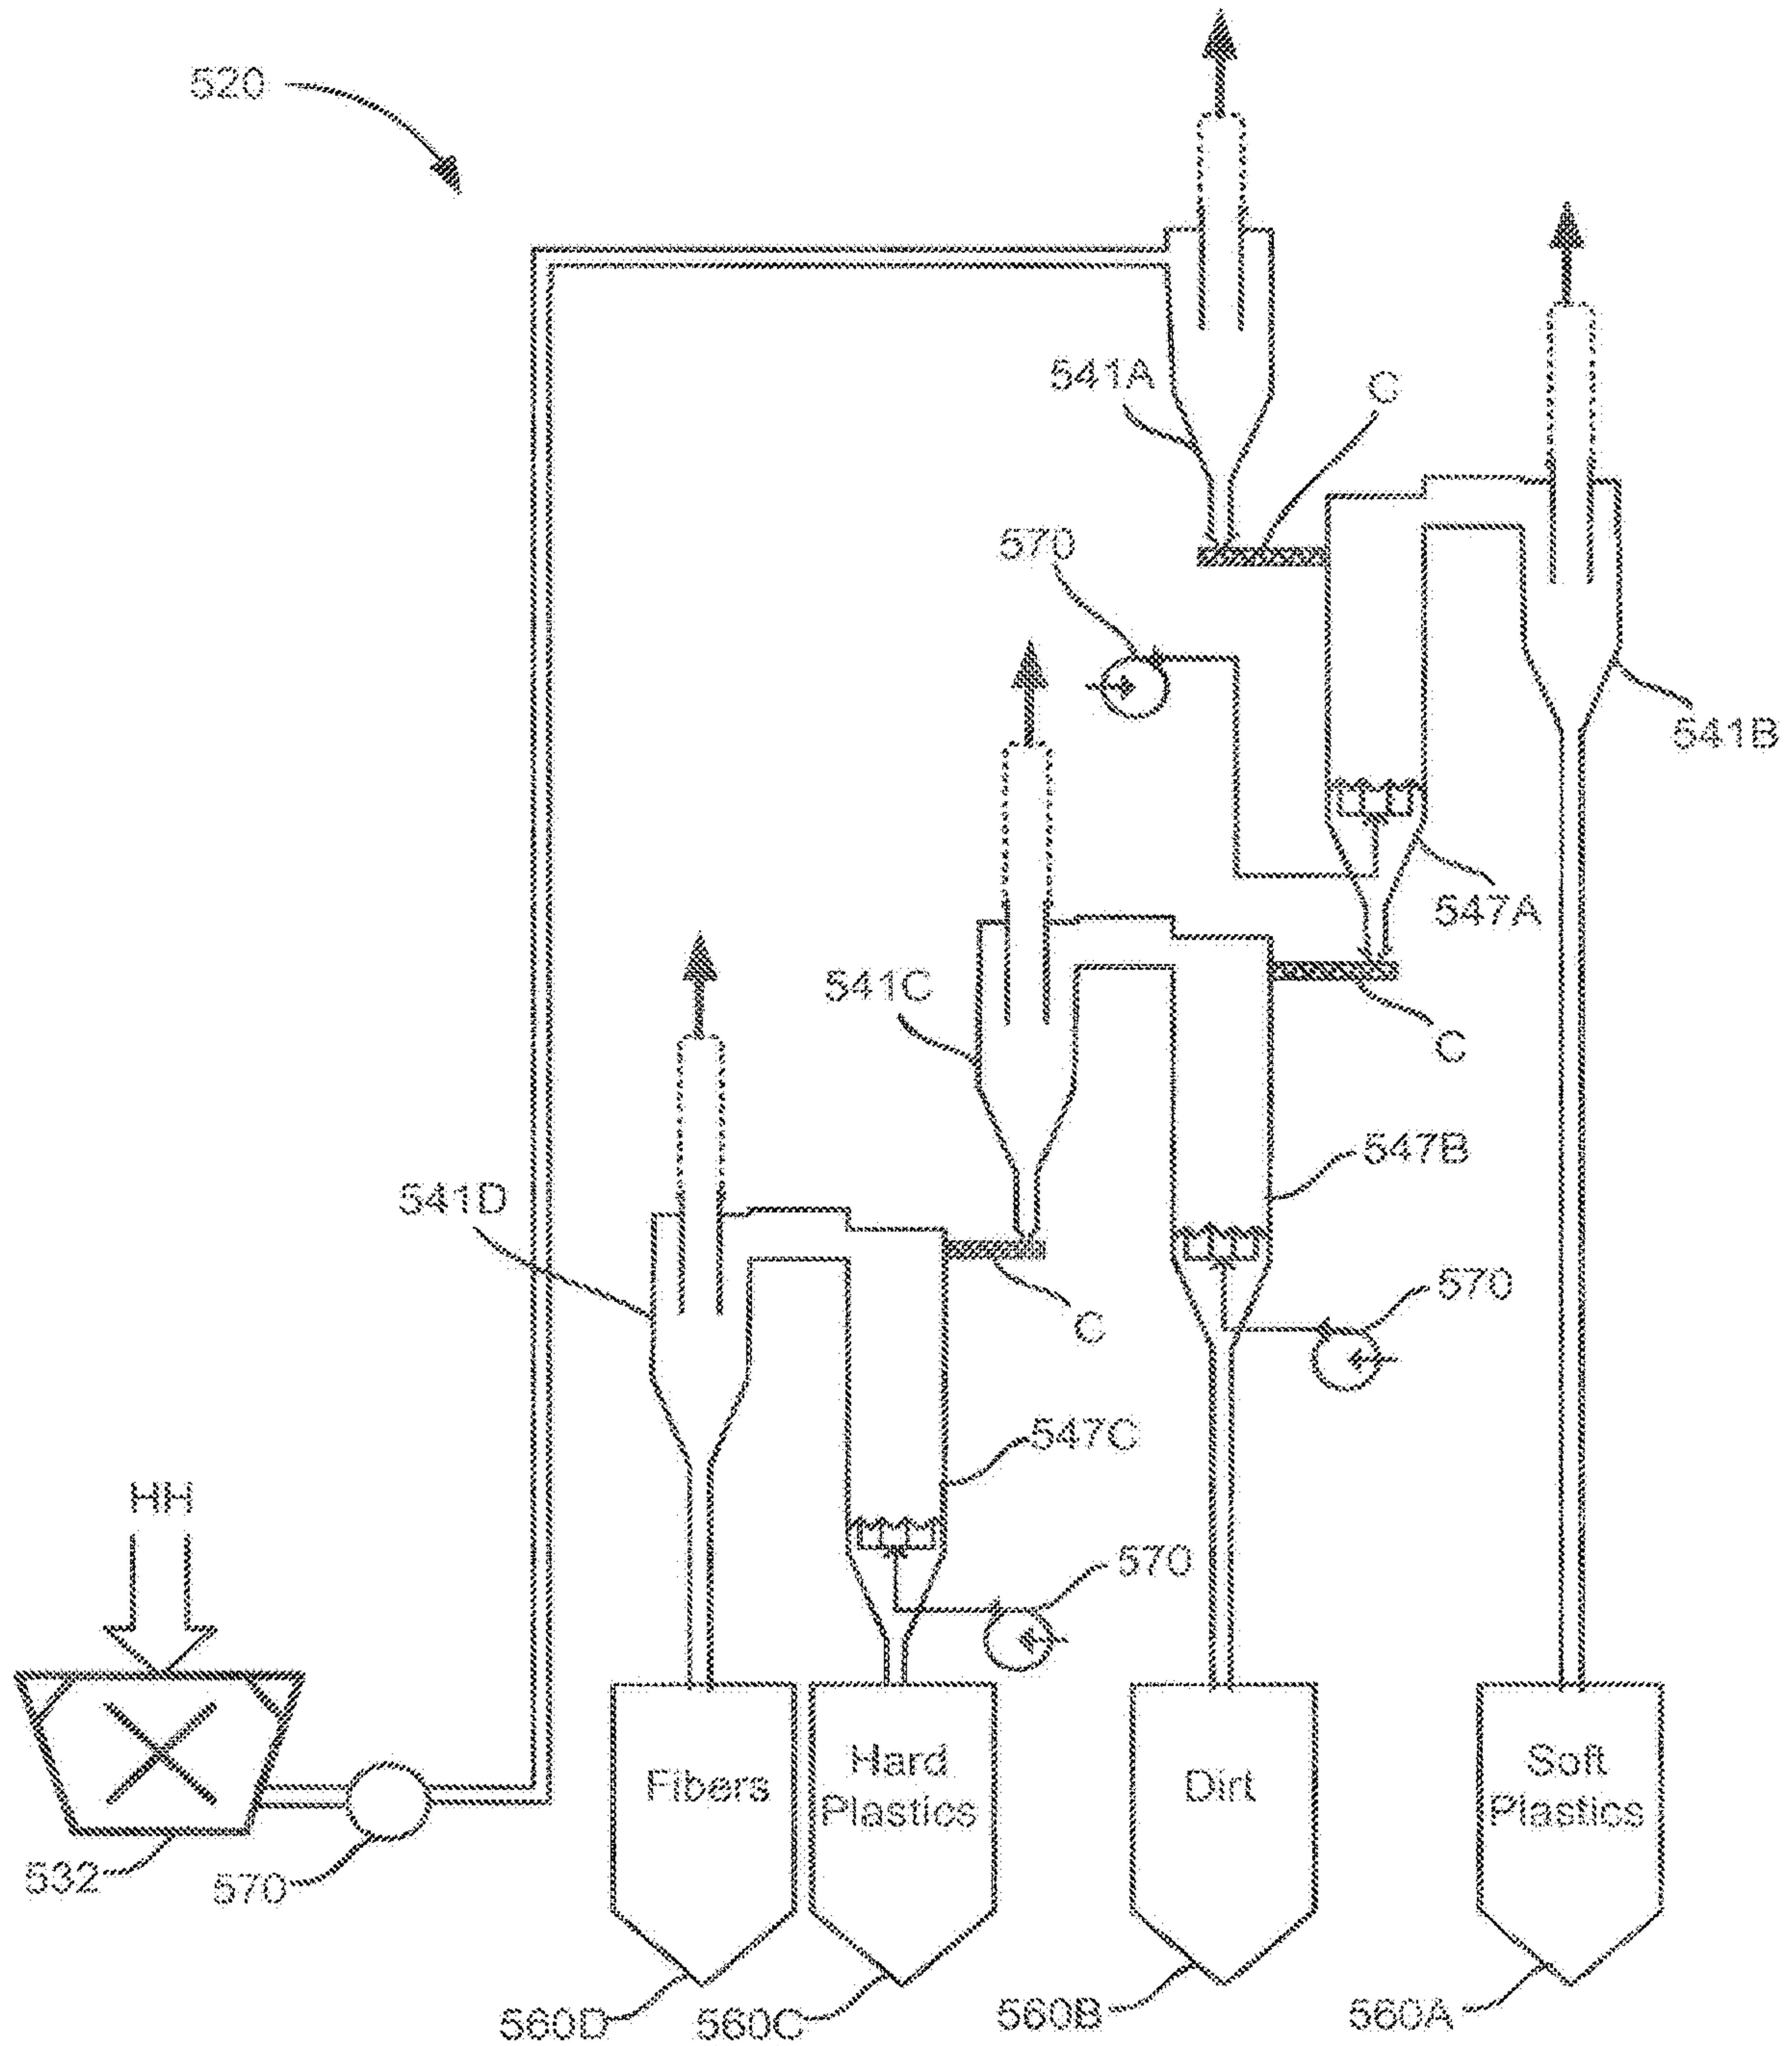 520
541A
C
570
541B
547A
541C
C
547B
541D
570
C
547C
HH
570
Fibers
Hard
Plastics
Dirt
Soft
Plastics
532
570
560D
560C
560B
560A